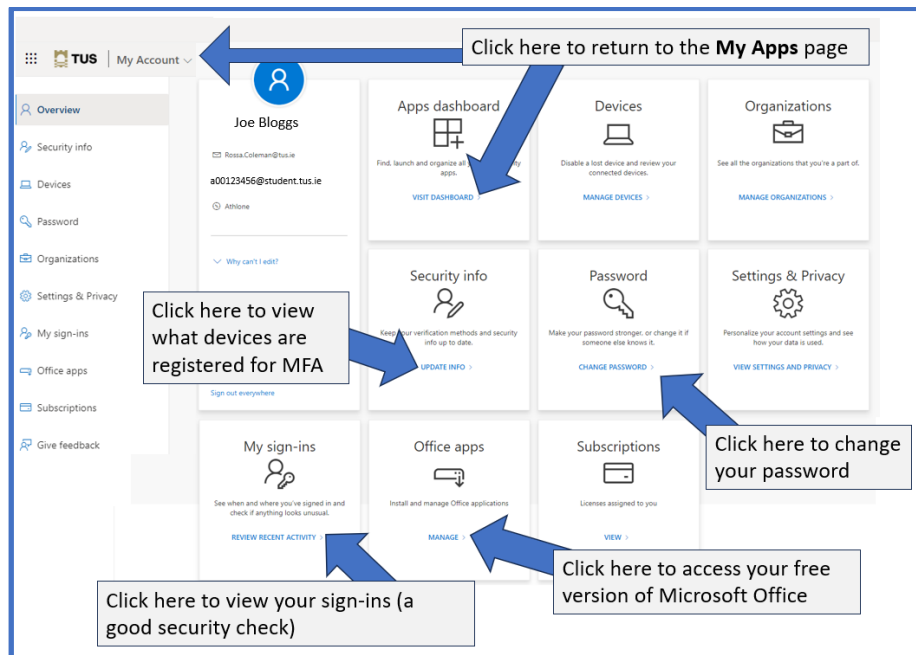 Click here to return to the My Apps page
TUS My Account
Overview
Security info
Devices
Password
Organizations
Settings & Privacy
My sign-ins
Office apps
Subscriptions
Give feedback
Joe Bloggs
Rossa.Coleman@tus.ie
a00123456@student.tus.ie
Athlone
Why can't I edit?
Sign out everywhere
Apps dashboard
Find, launch and organize all
apps.
VISIT DASHBOARD >
Devices
Disable a lost device and review your
connected devices.
MANAGE DEVICES >
Organizations
See all the organizations that you're a part of.
MANAGE ORGANIZATIONS >
Security info
Keep your verification methods and security
info up to date.
UPDATE INFO >
Click here to view
what devices are
registered for MFA
Password
Make your password stronger, or change it if
someone else knows it.
CHANGE PASSWORD >
Click here to change
your password
Settings & Privacy
Personalize your account settings and see
how your data is used.
VIEW SETTINGS AND PRIVACY >
My sign-ins
See when and where you've signed in and
check if anything looks unusual.
REVIEW RECENT ACTIVITY >
Click here to view your sign-ins (a
good security check)
Office apps
Install and manage Office applications
MANAGE >
Click here to access your free
version of Microsoft Office
Subscriptions
Licenses assigned to you
VIEW >